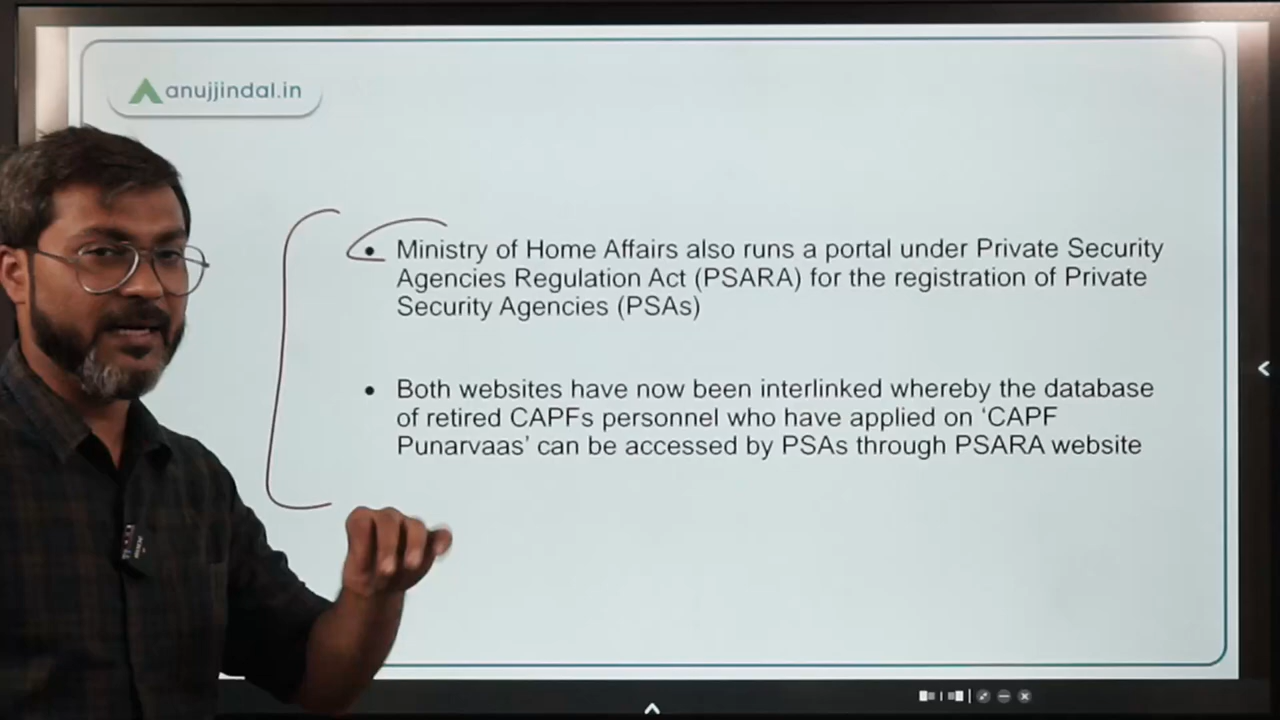 anujjindal.in
• Ministry of Home Affairs also runs a portal under Private Security
Agencies Regulation Act (PSARA) for the registration of Private
Security Agencies (PSAs)
• Both websites have now been interlinked whereby the database
of retired CAPFs personnel who have applied on ‘CAPF
Punarvaas’ can be accessed by PSAs through PSARA website